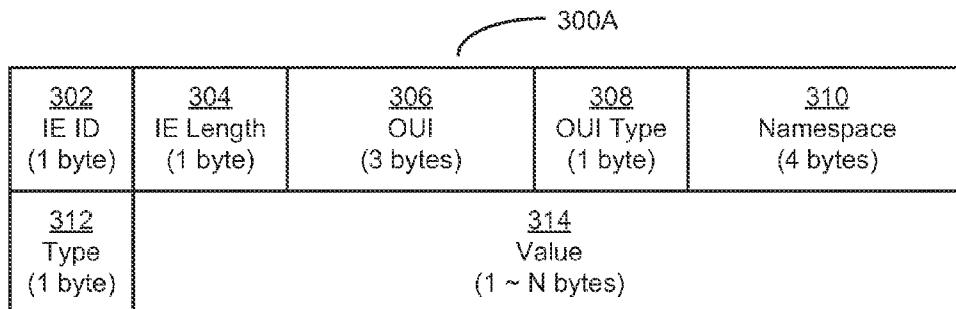 300A
302
IE ID
(1 byte)
304
IE Length
(1 byte)
306
OUI
(3 bytes)
308
OUI Type
(1 byte)
310
Namespace
(4 bytes)
312
Type
(1 byte)
314
Value
(1 ~ N bytes)